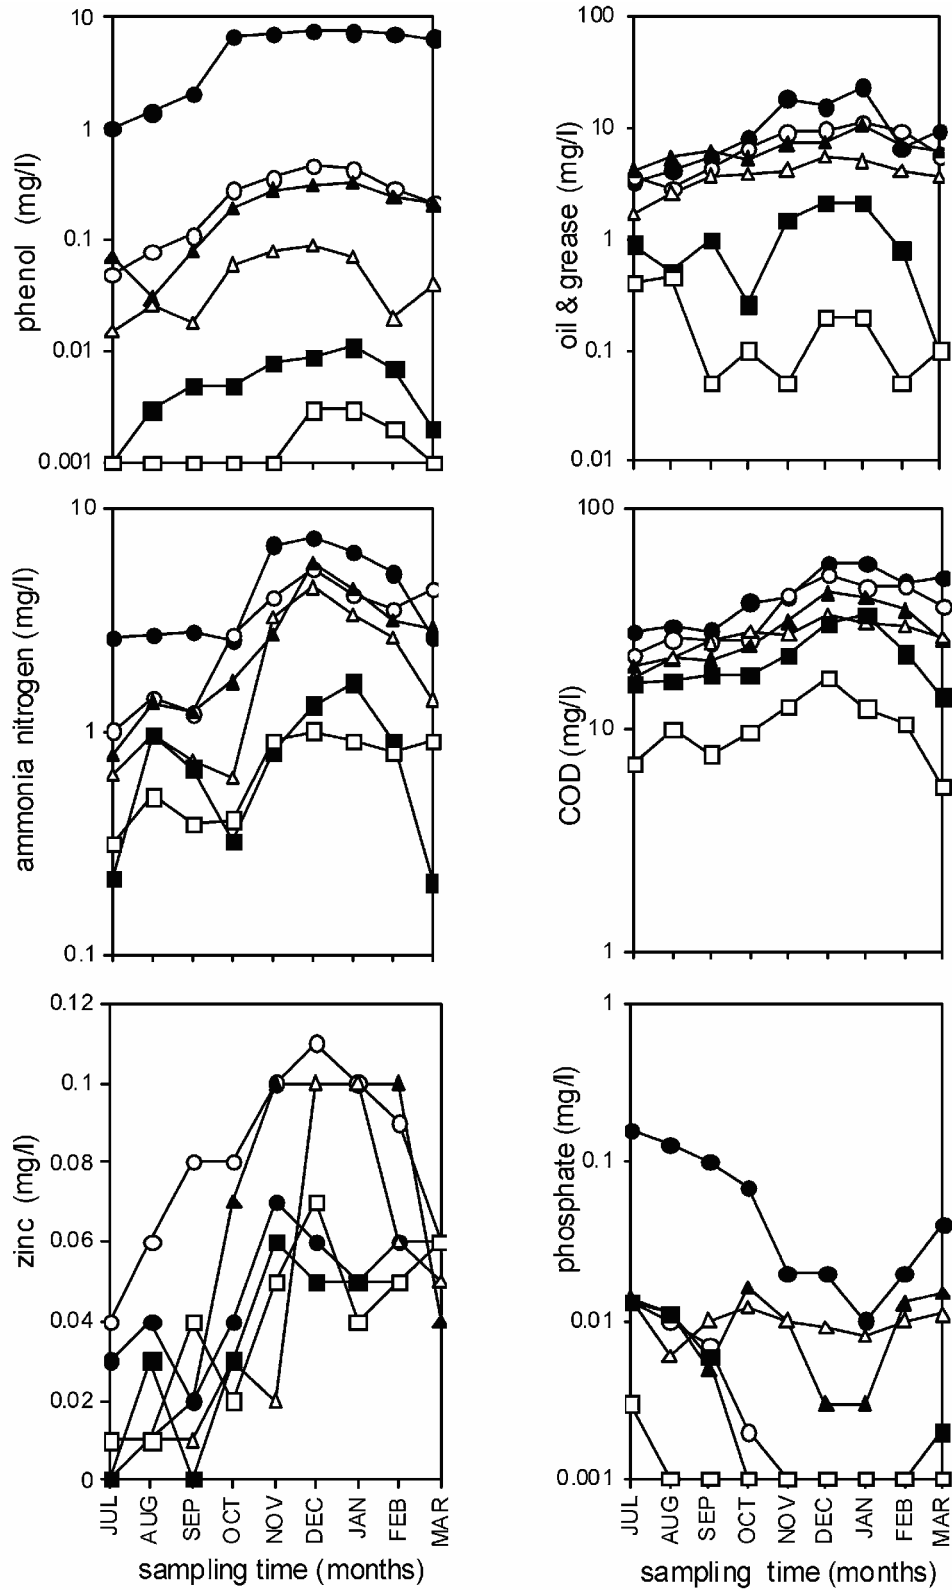 10
1
0.1
0.01
0.001
phenol (mg/l)
100
10
1
0.1
0.01
oil & grease (mg/l)
10
1
0.1
ammonia nitrogen (mg/l)
100
10
1
COD (mg/l)
0.12
0.1
0.08
0.06
0.04
0.02
0
zinc (mg/l)
JUL AUG SEP OCT NOV DEC JAN FEB MAR
sampling time (months)
1
0.1
0.01
0.001
phosphate (mg/l)
JUL AUG SEP OCT NOV DEC JAN FEB MAR
sampling time (months)